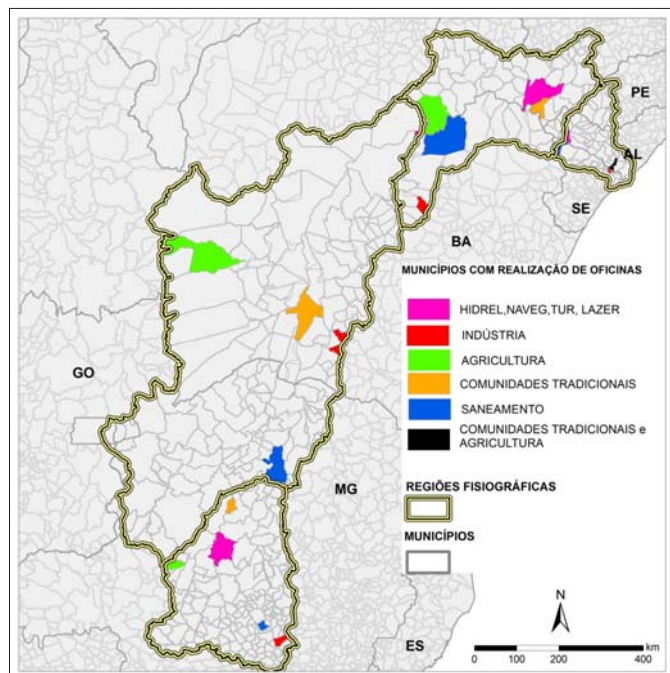 PE
AL
SE
BA
GO
MG
ES
MUNICÍPIOS COM REALIZAÇÃO DE OFICINAS
HIDREL,NAVEG,TUR, LAZER
INDÚSTRIA
AGRICULTURA
COMUNIDADES TRADICIONAIS
SANEAMENTO
COMUNIDADES TRADICIONAIS e
AGRICULTURA
REGIÕES FISIOGRÁFICAS
MUNICÍPIOS
N
km
0 100 200 400